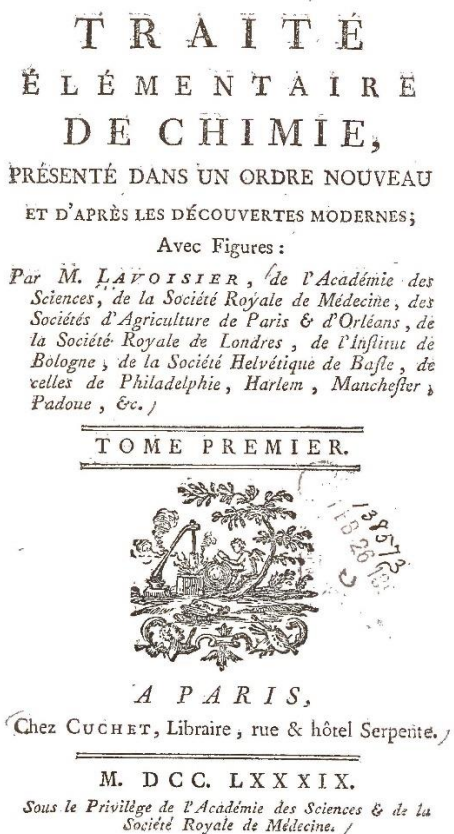 TRAITÉ
ÉLÉMENTAIRE
DE CHIMIE,
PRÉSENTÉ DANS UN ORDRE NOUVEAU
ET D'APRÈS LES DÉCOUVERTES MODERNES;
Avec Figures :
Par M. LAVOISIER, de l'Académie des
Sciences, de la Société Royale de Médecine, des
Sociétés d'Agriculture de Paris & d'Orléans, de
la Société Royale de Londres, de l'Inſtitut de
Bologne, de la Société Helvétique de Baſle, de
celles de Philadelphie, Harlem, Mancheſter,
Padoue, &c.
TOME PREMIER.
138573
FEB 26
A PARIS,
Chez CUCHET, Libraire, rue & hôtel Serpente.
M. DCC. LXXXIX.
Sous le Privilège de l'Académie des Sciences & de la
Société Royale de Médecine.